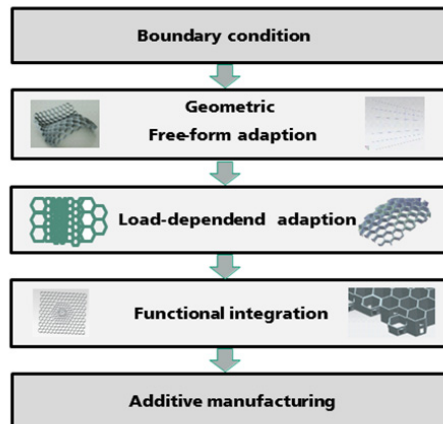 Boundary condition
Geometric
Free-form adaption
Load-dependend adaption
Functional integration
Additive manufacturing